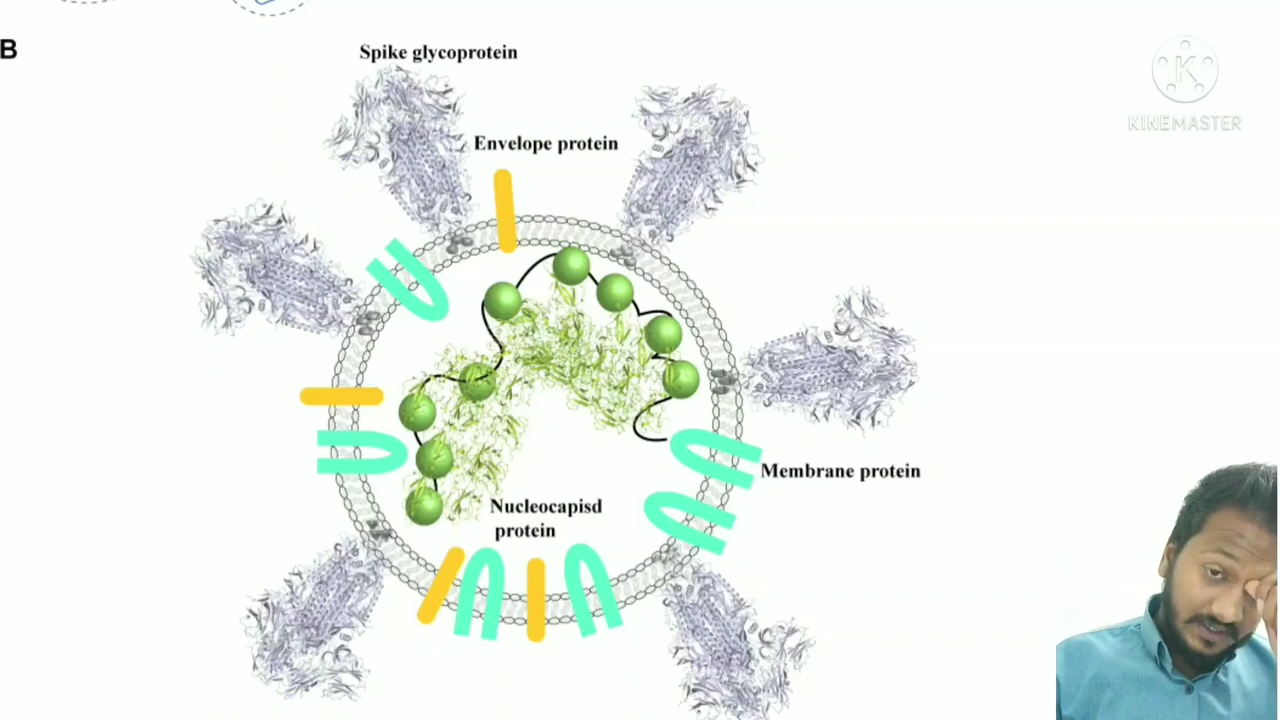 B
Spike glycoprotein
Envelope protein
K
KINEMASTER
Membrane protein
Nucleocapisd
protein